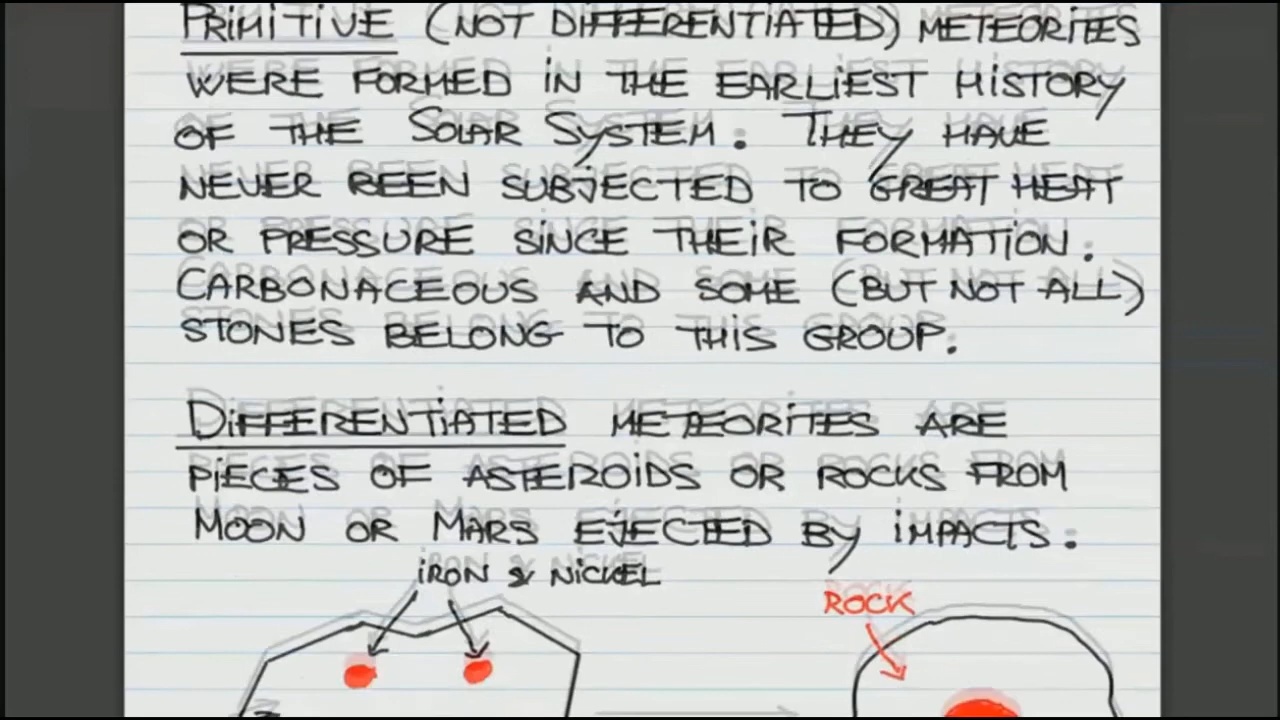 PRIMITIVE (NOT DIFFERENTIATED) METEORITES
WERE FORMED IN THE EARLIEST HISTORY
OF THE SOLAR SYSTEM. THEY HAVE
NEVER BEEN SUBJECTED TO GREAT HEAT
OR PRESSURE SINCE THEIR FORMATION.
CARBONACEOUS AND SOME (BUT NOT ALL)
STONES BELONG TO THIS GROUP.
DIFFERENTIATED METEORITES ARE
PIECES OF ASTEROIDS OR ROCKS FROM
MOON OR MARS EJECTED BY IMPACTS.
IRON & NICKEL
ROCK